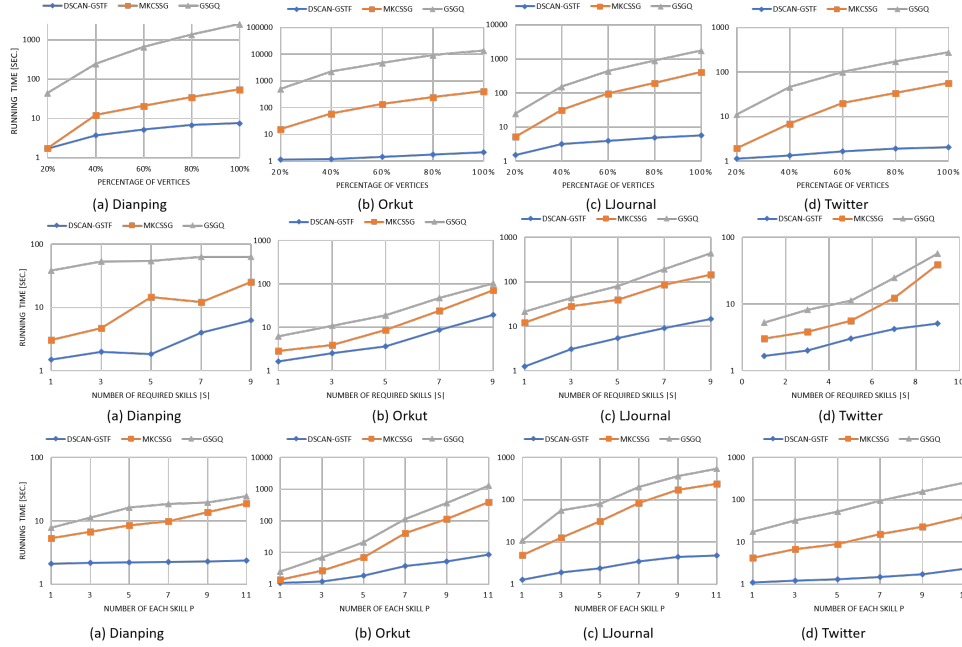 DSCAN-GSTF MKCSSG GSGQ
RUNNING TIME [SEC.]
1000
100
10
1
20% 40% 60% 80% 100%
PERCENTAGE OF VERTICES
(a) Dianping
DSCAN-GSTF MKCSSG GSGQ
100000
10000
1000
100
10
1
20% 40% 60% 80% 100%
PERCENTAGE OF VERTICES
(b) Orkut
DSCAN-GSTF MKCSSG GSGQ
10000
1000
100
10
1
20% 40% 60% 80% 100%
PERCENTAGE OF VERTICES
(c) LJournal
DSCAN-GSTF MKCSSG GSGQ
1000
100
10
1
20% 40% 60% 80% 100%
PERCENTAGE OF VERTICES
(d) Twitter
DSCAN-GSTF MKCSSG GSGQ
RUNNING TIME [SEC.]
100
10
1
1 3 5 7 9
NUMBER OF REQUIRED SKILLS |S|
(a) Dianping
DSCAN-GSTF MKCSSG GSGQ
1000
100
10
1
1 3 5 7 9
NUMBER OF REQUIRED SKILLS |S|
(b) Orkut
DSCAN-GSTF MKCSSG GSGQ
1000
100
10
1
1 3 5 7 9
NUMBER OF REQUIRED SKILLS |S|
(c) LJournal
DSCAN-GSTF MKCSSG GSGQ
100
10
1
0 2 4 6 8 10
NUMBER OF REQUIRED SKILLS |S|
(d) Twitter
DSCAN-GSTF MKCSSG GSGQ
RUNNING TIME [SEC.]
100
10
1
1 3 5 7 9 11
NUMBER OF EACH SKILL P
(a) Dianping
DSCAN-GSTF MKCSSG GSGQ
10000
1000
100
10
1
1 3 5 7 9 11
NUMBER OF EACH SKILL P
(b) Orkut
DSCAN-GSTF MKCSSG GSGQ
1000
100
10
1
1 3 5 7 9 11
NUMBER OF EACH SKILL P
(c) LJournal
DSCAN-GSTF MKCSSG GSGQ
1000
100
10
1
1 3 5 7 9
NUMBER OF EACH SKILL P
(d) Twitter